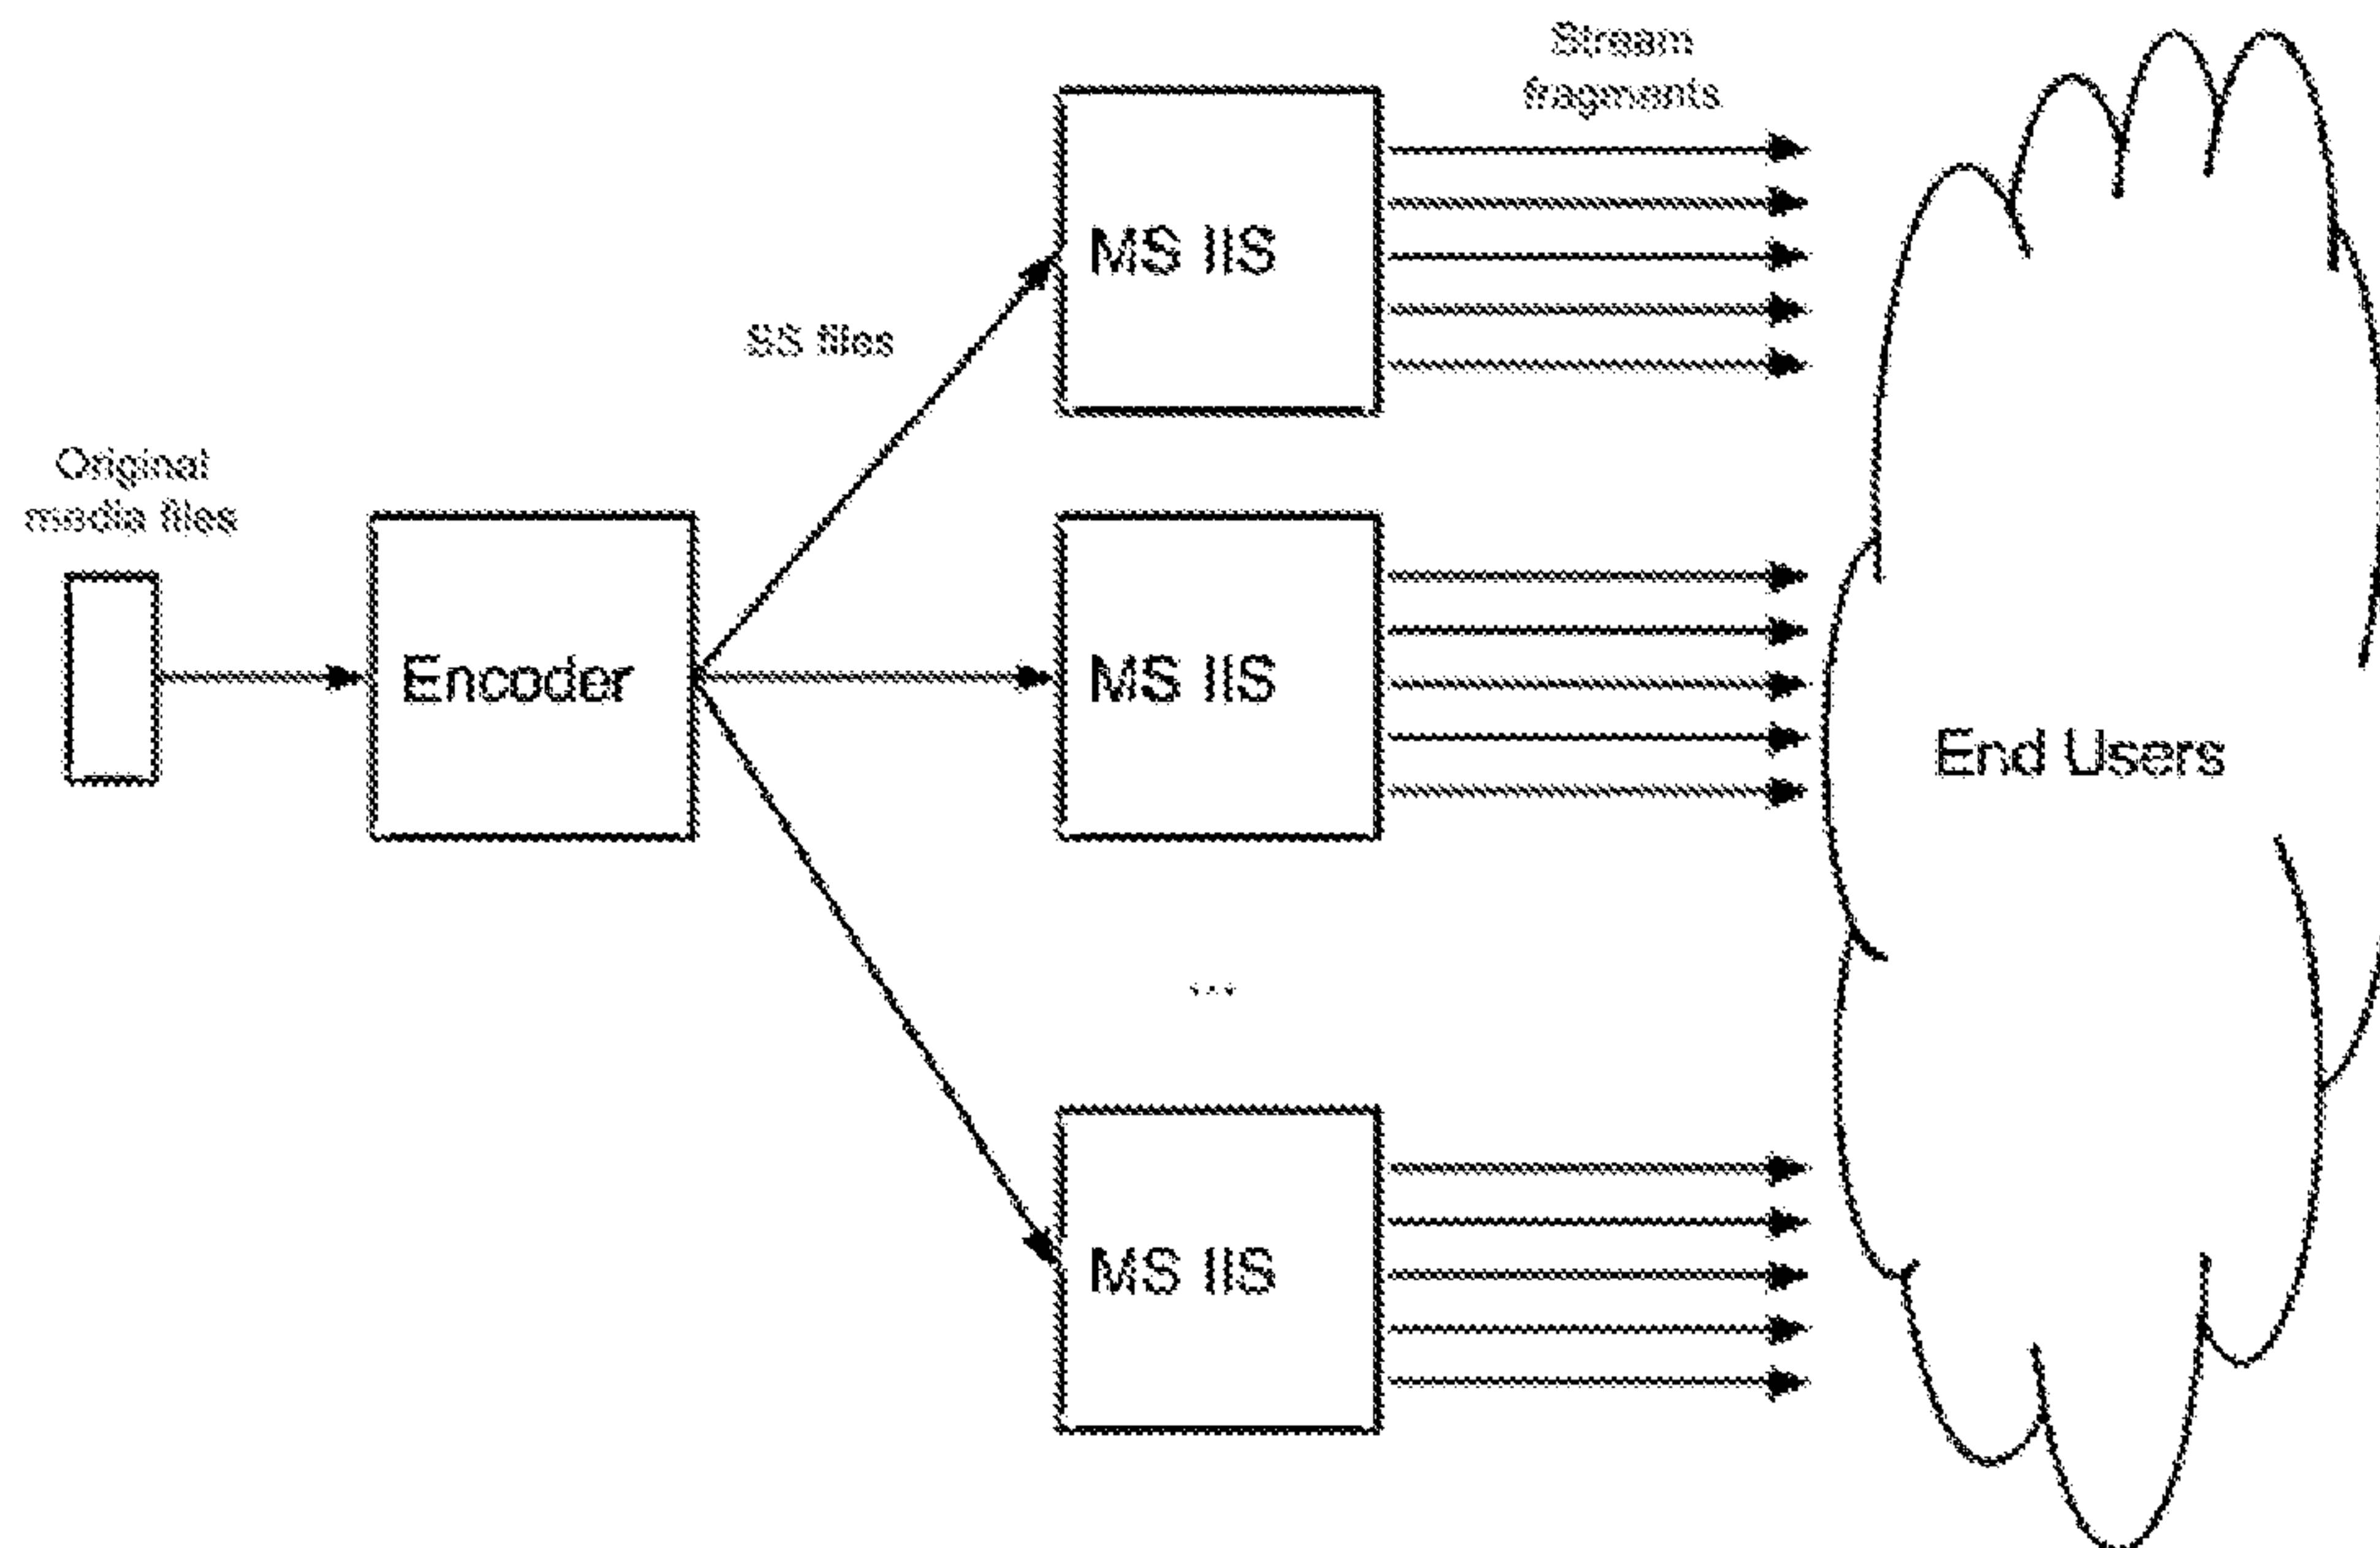 Stream
fragments
MS IIS
SS files
Original
media files
Encoder
MS IIS
End Users
...
MS IIS